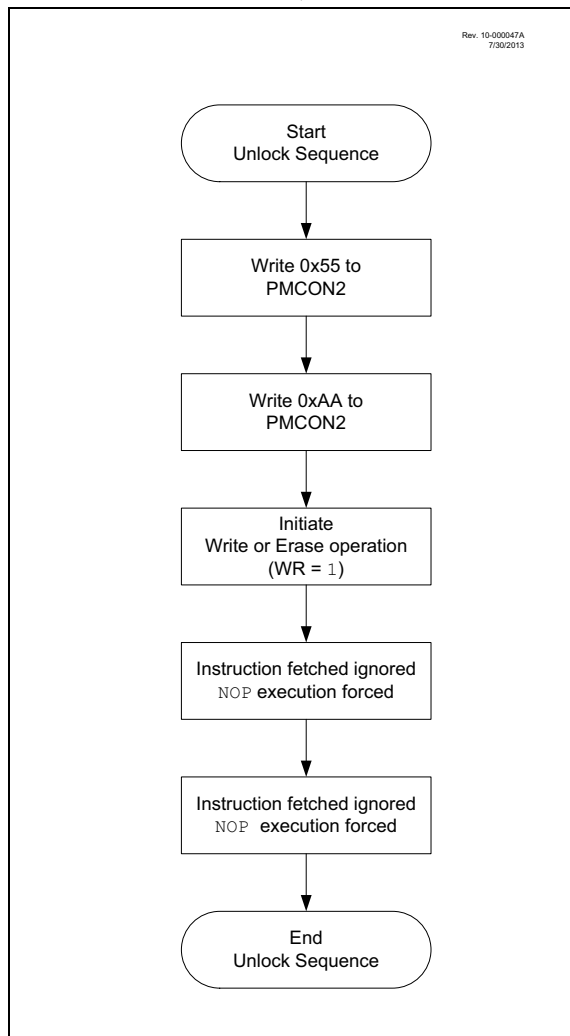 Rev. 10-000047A
7/30/2013
Start
Unlock Sequence
Write 0x55 to
PMCON2
Write 0xAA to
PMCON2
Initiate
Write or Erase operation
(WR = 1)
Instruction fetched ignored
NOP execution forced
Instruction fetched ignored
NOP execution forced
End
Unlock Sequence